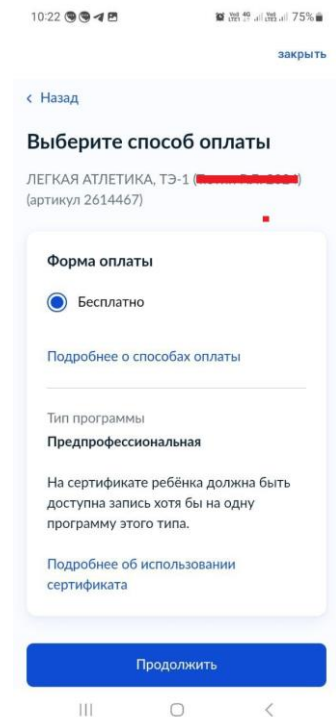 10:22
75%
закрыть
Назад
Выберите способ оплаты
ЛЕГКАЯ АТЛЕТИКА, ТЭ-1 (
)
(артикул 2614467)
Форма оплаты
Бесплатно
Подробнее о способах оплаты
Тип программы
Предпрофессиональная
На сертификате ребёнка должна быть
доступна запись хотя бы на одну
программу этого типа.
Подробнее об использовании
сертификата
Продолжить